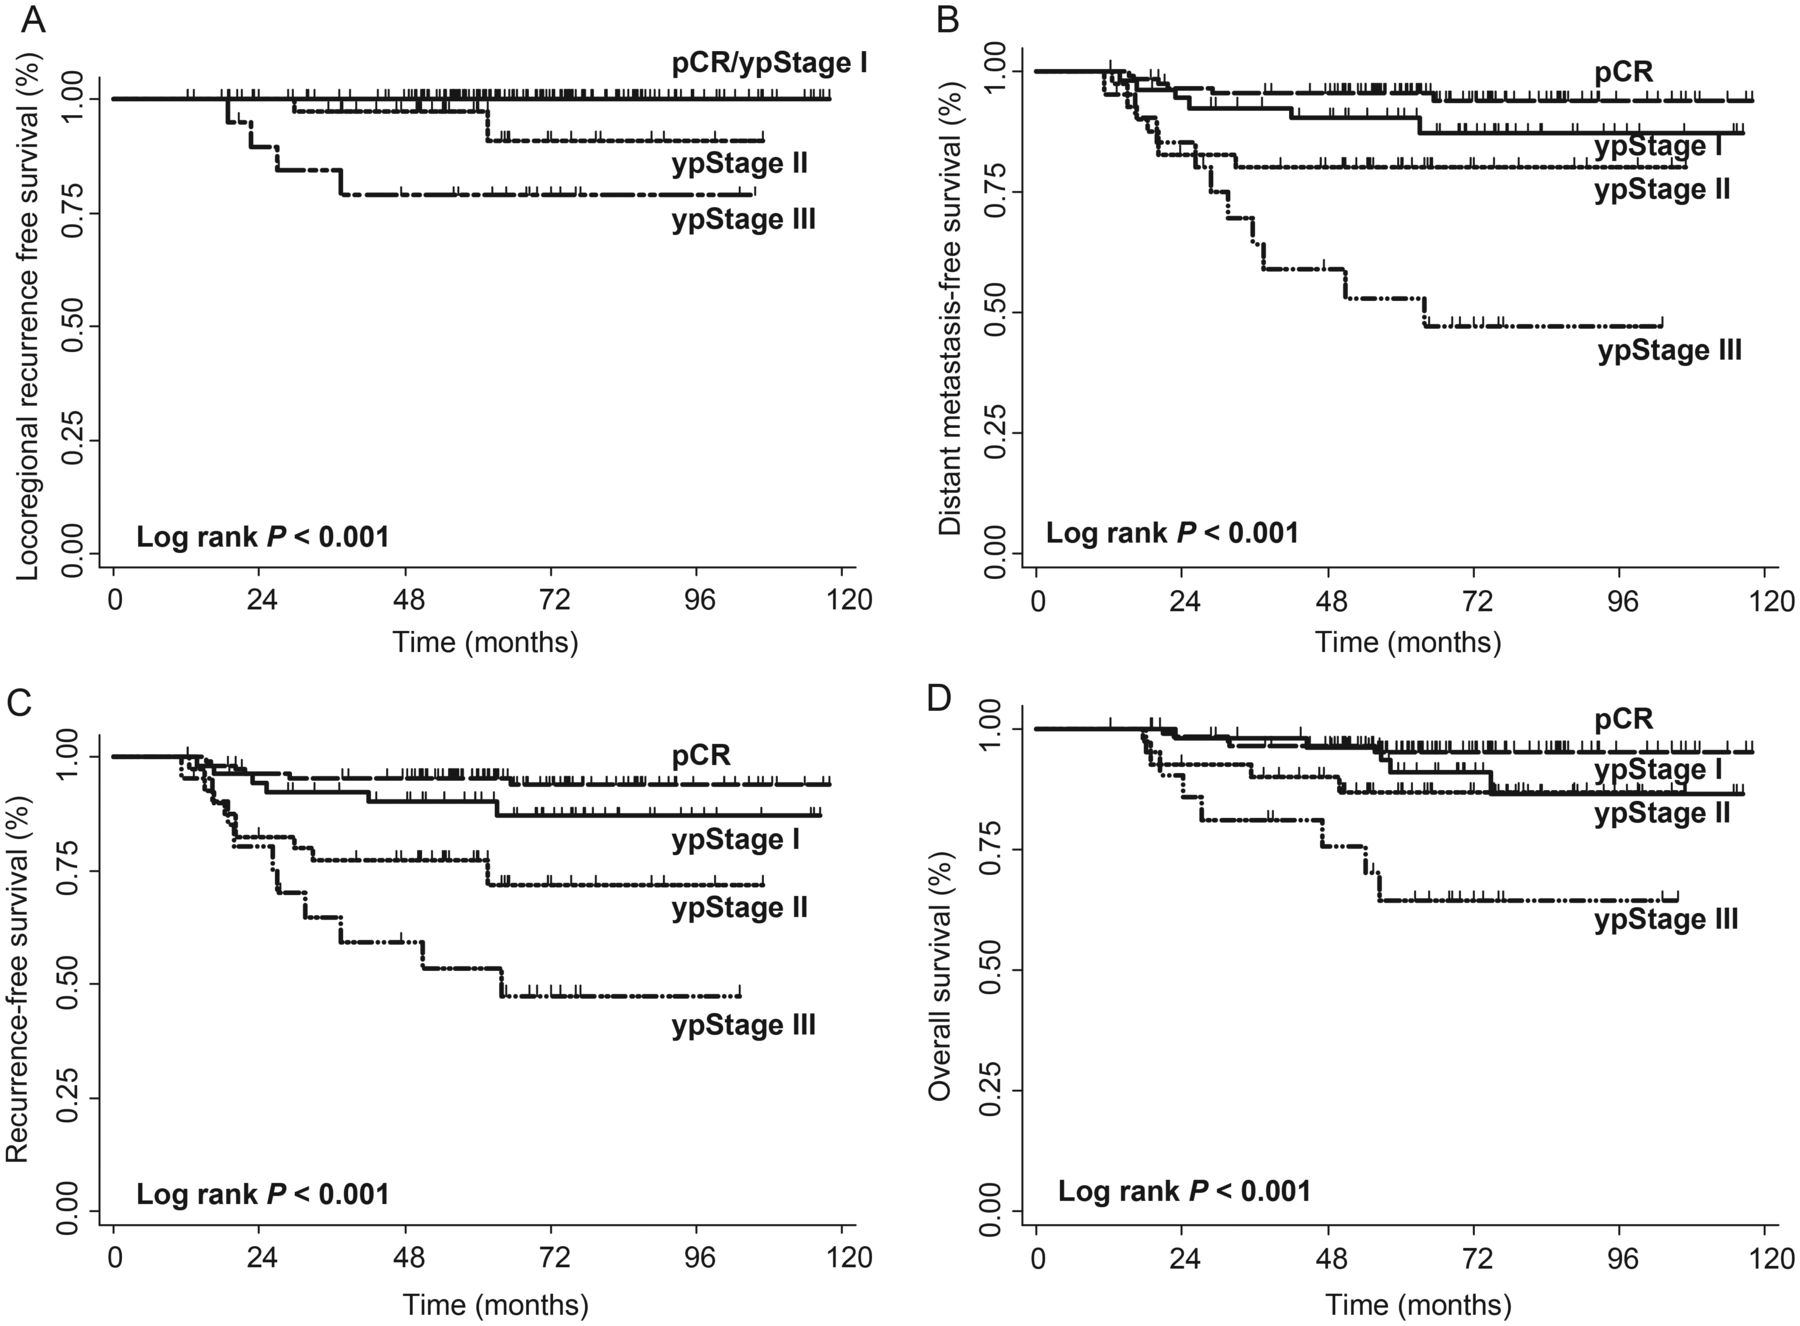 A
Locoregional recurrence free survival (%)
1.00
0.75
0.50
0.25
0.00
pCR/ypStage I
ypStage II
ypStage III
Log rank P < 0.001
0 24 48 72 96 120
Time (months)
B
Distant metastasis-free survival (%)
1.00
0.75
0.50
0.25
0.00
pCR
ypStage I
ypStage II
ypStage III
Log rank P < 0.001
0 24 48 72 96 120
Time (months)
C
Recurrence-free survival (%)
1.00
0.75
0.50
0.25
0.00
pCR
ypStage I
ypStage II
ypStage III
Log rank P < 0.001
0 24 48 72 96 120
Time (months)
D
Overall survival (%)
1.00
0.75
0.50
0.25
0.00
pCR
ypStage I
ypStage II
ypStage III
Log rank P < 0.001
0 24 48 72 96 120
Time (months)